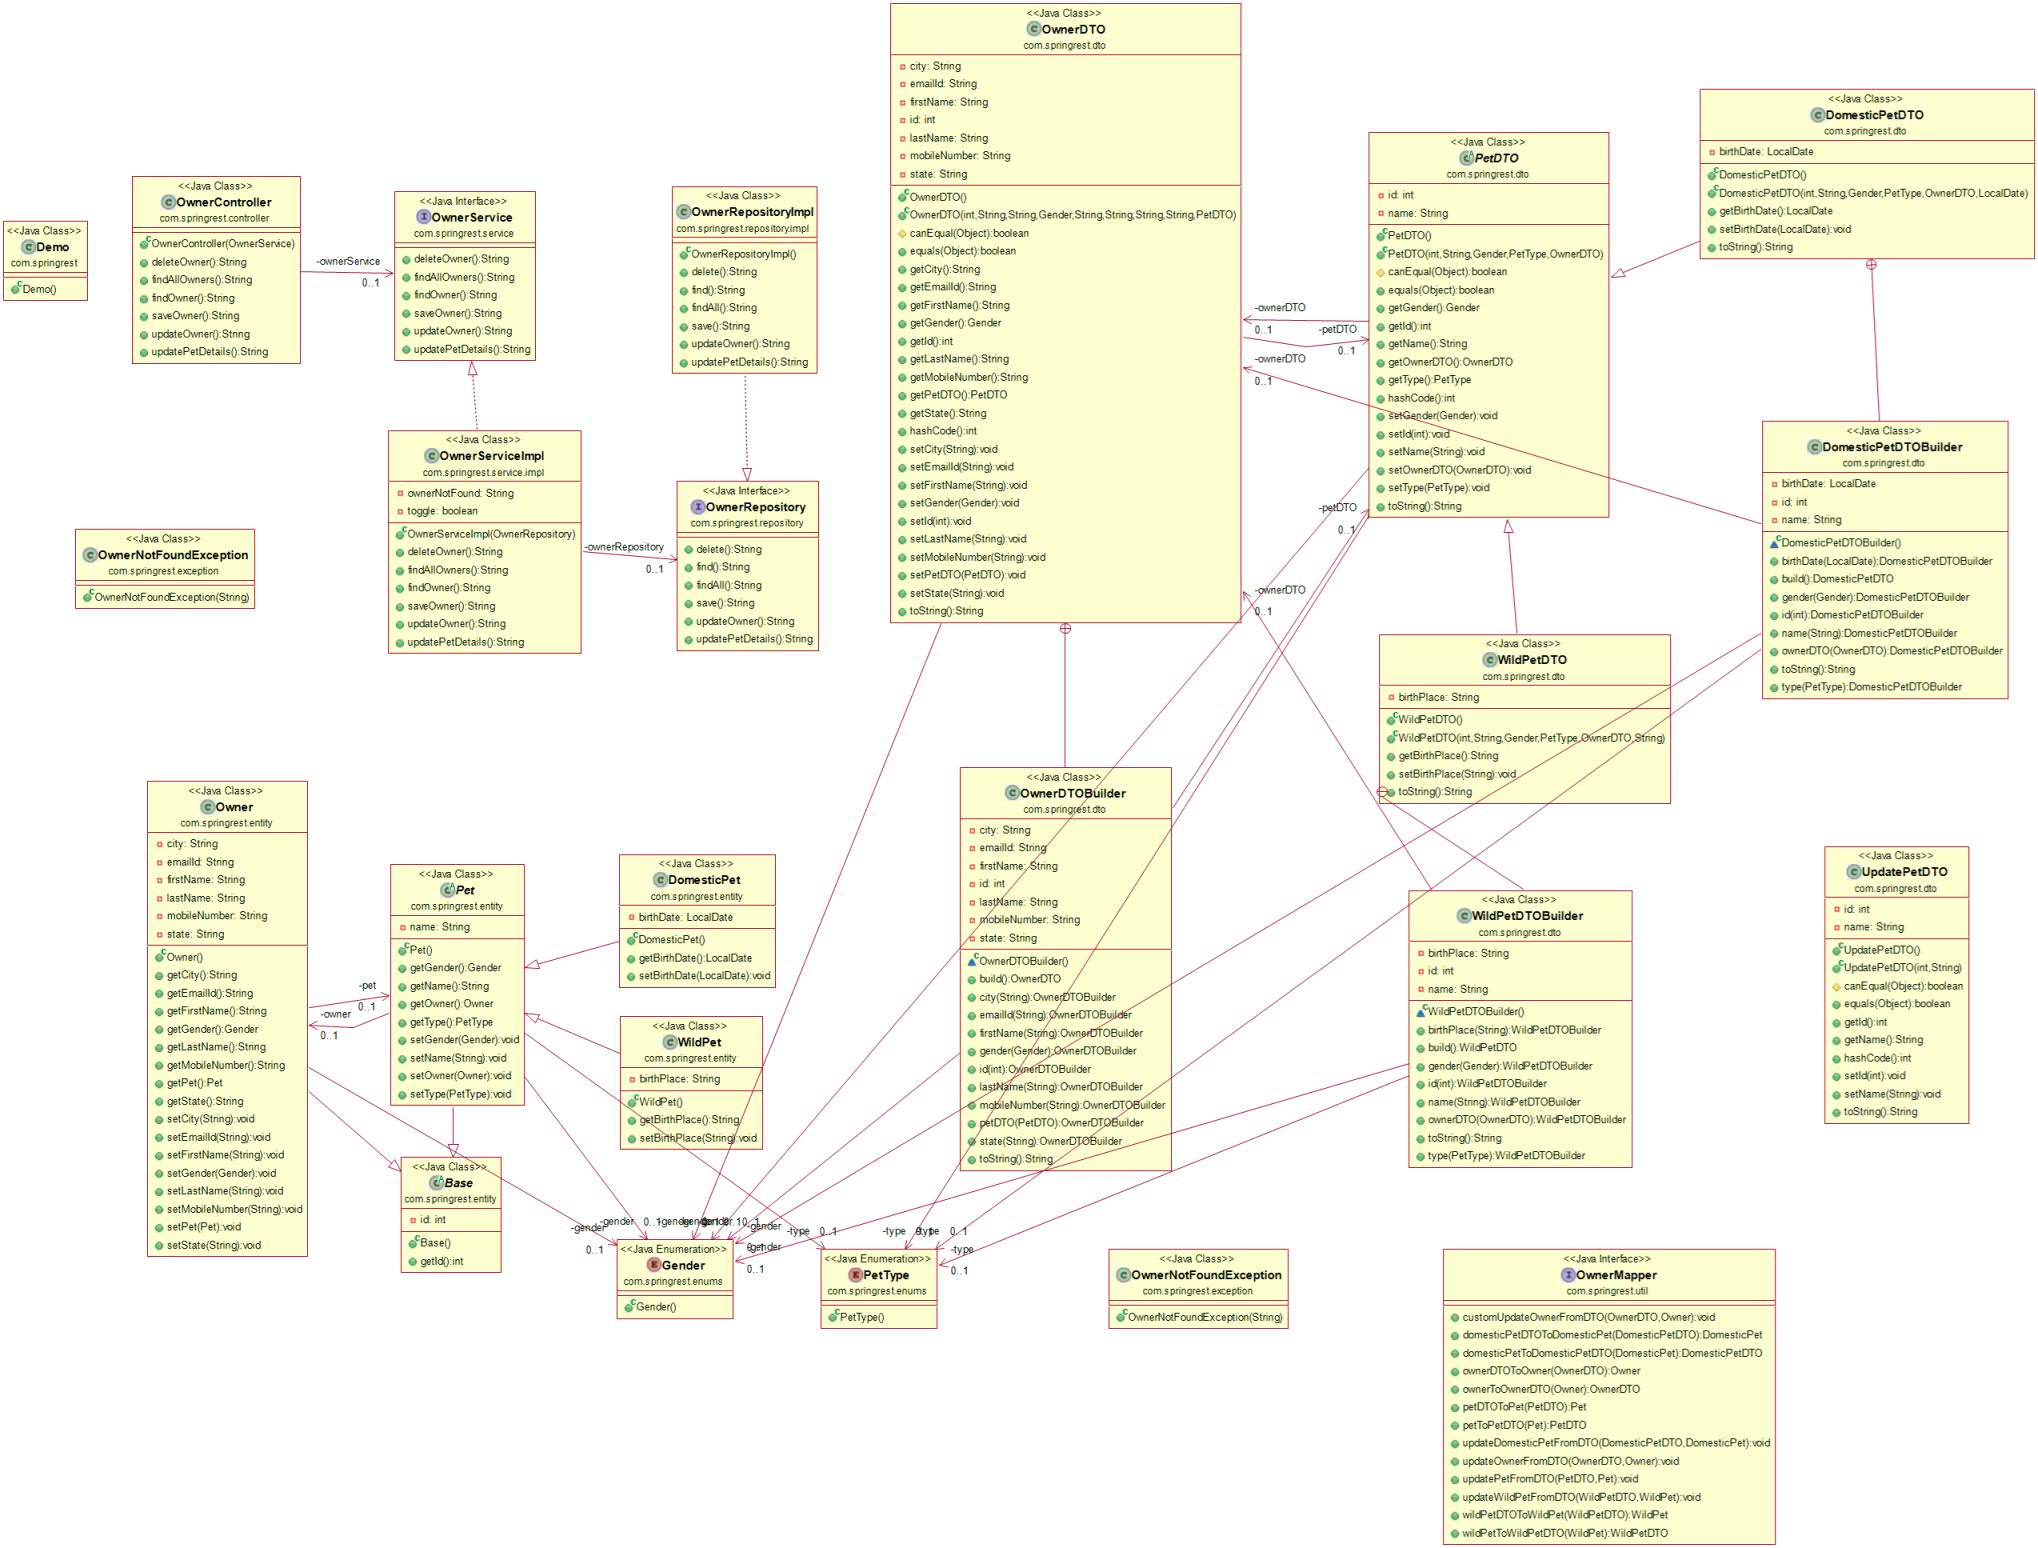 <<Java Class>>
OwnerDTO
com.springrest.dto
city: String
emailId: String
firstName: String
id: int
lastName: String
mobileNumber: String
state: String
OwnerDTO()
OwnerDTO(int,String,String,Gender,String,String,String,String,PetDTO)
canEqual(Object):boolean
equals(Object):boolean
getCity():String
getEmailId():String
getFirstName():String
getGender():Gender
getId():int
getLastName():String
getMobileNumber():String
getPetDTO():PetDTO
getState():String
hashCode():int
setCity(String):void
setEmailId(String):void
setFirstName(String):void
setGender(Gender):void
setId(int):void
setLastName(String):void
setMobileNumber(String):void
setPetDTO(PetDTO):void
setState(String):void
toString():String
<<Java Class>>
DomesticPetDTO
com.springrest.dto
birthDate: LocalDate
DomesticPetDTO()
DomesticPetDTO(int,String,Gender,PetType,OwnerDTO,LocalDate)
getBirthDate():LocalDate
setBirthDate(LocalDate):void
toString():String
<<Java Class>>
PetDTO
com.springrest.dto
id: int
name: String
PetDTO()
PetDTO(int,String,Gender,PetType,OwnerDTO)
canEqual(Object):boolean
equals(Object):boolean
getGender():Gender
getId():int
getName():String
getOwnerDTO():OwnerDTO
getType():PetType
hashCode():int
setGender(Gender):void
setId(int):void
setName(String):void
setOwnerDTO(OwnerDTO):void
setType(PetType):void
toString():String
-ownerDTO
0..1
-petDTO
0..1
-ownerDTO
0..1
-petDTO
0..1
-ownerDTO
0..1
<<Java Class>>
Demo
com.springrest
Demo()
<<Java Class>>
OwnerController
com.springrest.controller
OwnerController(OwnerService)
deleteOwner():String
findAllOwners():String
findOwner():String
saveOwner():String
updateOwner():String
updatePetDetails():String
-ownerService
0..1
<<Java Interface>>
OwnerService
com.springrest.service
deleteOwner():String
findAllOwners():String
findOwner():String
saveOwner():String
updateOwner():String
updatePetDetails():String
<<Java Class>>
OwnerRepositoryImpl
com.springrest.repository.impl
OwnerRepositoryImpl()
delete():String
find():String
findAll():String
save():String
updateOwner():String
updatePetDetails():String
<<Java Class>>
OwnerServiceImpl
com.springrest.service.impl
ownerNotFound: String
toggle: boolean
OwnerServiceImpl(OwnerRepository)
deleteOwner():String
findAllOwners():String
findOwner():String
saveOwner():String
updateOwner():String
updatePetDetails():String
-ownerRepository
0..1
<<Java Interface>>
OwnerRepository
com.springrest.repository
delete():String
find():String
findAll():String
save():String
updateOwner():String
updatePetDetails():String
<<Java Class>>
OwnerNotFoundException
com.springrest.exception
OwnerNotFoundException(String)
<<Java Class>>
DomesticPetDTOBuilder
com.springrest.dto
birthDate: LocalDate
id: int
name: String
DomesticPetDTOBuilder()
birthDate(LocalDate):DomesticPetDTOBuilder
build():DomesticPetDTO
gender(Gender):DomesticPetDTOBuilder
id(int):DomesticPetDTOBuilder
name(String):DomesticPetDTOBuilder
ownerDTO(OwnerDTO):DomesticPetDTOBuilder
toString():String
type(PetType):DomesticPetDTOBuilder
<<Java Class>>
WildPetDTO
com.springrest.dto
birthPlace: String
WildPetDTO()
WildPetDTO(int,String,Gender,PetType,OwnerDTO,String)
getBirthPlace():String
setBirthPlace(String):void
toString():String
<<Java Class>>
OwnerDTOBuilder
com.springrest.dto
city: String
emailId: String
firstName: String
id: int
lastName: String
mobileNumber: String
state: String
OwnerDTOBuilder()
build():OwnerDTO
city(String):OwnerDTOBuilder
emailId(String):OwnerDTOBuilder
firstName(String):OwnerDTOBuilder
gender(Gender):OwnerDTOBuilder
id(int):OwnerDTOBuilder
lastName(String):OwnerDTOBuilder
mobileNumber(String):OwnerDTOBuilder
petDTO(PetDTO):OwnerDTOBuilder
state(String):OwnerDTOBuilder
toString():String
<<Java Class>>
WildPetDTOBuilder
com.springrest.dto
birthPlace: String
id: int
name: String
WildPetDTOBuilder()
birthPlace(String):WildPetDTOBuilder
build():WildPetDTO
gender(Gender):WildPetDTOBuilder
id(int):WildPetDTOBuilder
name(String):WildPetDTOBuilder
ownerDTO(OwnerDTO):WildPetDTOBuilder
toString():String
type(PetType):WildPetDTOBuilder
<<Java Class>>
UpdatePetDTO
com.springrest.dto
id: int
name: String
UpdatePetDTO()
UpdatePetDTO(int,String)
canEqual(Object):boolean
equals(Object):boolean
getId():int
getName():String
hashCode():int
setId(int):void
setName(String):void
toString():String
<<Java Class>>
Owner
com.springrest.entity
city: String
emailId: String
firstName: String
lastName: String
mobileNumber: String
state: String
Owner()
getCity():String
getEmailId():String
getFirstName():String
getGender():Gender
getLastName():String
getMobileNumber():String
getPet():Pet
getState():String
setCity(String):void
setEmailId(String):void
setFirstName(String):void
setGender(Gender):void
setLastName(String):void
setMobileNumber(String):void
setPet(Pet):void
setState(String):void
-pet
0..1
-owner
0..1
<<Java Class>>
Pet
com.springrest.entity
name: String
Pet()
getGender():Gender
getName():String
getOwner():Owner
getType():PetType
setGender(Gender):void
setName(String):void
setOwner(Owner):void
setType(PetType):void
<<Java Class>>
DomesticPet
com.springrest.entity
birthDate: LocalDate
DomesticPet()
getBirthDate():LocalDate
setBirthDate(LocalDate):void
<<Java Class>>
WildPet
com.springrest.entity
birthPlace: String
WildPet()
getBirthPlace():String
setBirthPlace(String):void
<<Java Class>>
Base
com.springrest.entity
id: int
Base()
getId():int
-gender
0..1
-gender
0..1
-gender
-gender
-gender
0..1
-type
0..1
-type
-type
0..1
-type
0..1
<<Java Enumeration>>
Gender
com.springrest.enums
Gender()
<<Java Enumeration>>
PetType
com.springrest.enums
PetType()
<<Java Class>>
OwnerNotFoundException
com.springrest.exception
OwnerNotFoundException(String)
<<Java Interface>>
OwnerMapper
com.springrest.util
customUpdateOwnerFromDTO(OwnerDTO,Owner):void
domesticPetDTOToDomesticPet(DomesticPetDTO):DomesticPet
domesticPetToDomesticPetDTO(DomesticPet):DomesticPetDTO
ownerDTOToOwner(OwnerDTO):Owner
ownerToOwnerDTO(Owner):OwnerDTO
petDTOToPet(PetDTO):Pet
petToPetDTO(Pet):PetDTO
updateDomesticPetFromDTO(DomesticPetDTO,DomesticPet):void
updateOwnerFromDTO(OwnerDTO,Owner):void
updatePetFromDTO(PetDTO,Pet):void
updateWildPetFromDTO(WildPetDTO,WildPet):void
wildPetDTOToWildPet(WildPetDTO):WildPet
wildPetToWildPetDTO(WildPet):WildPetDTO